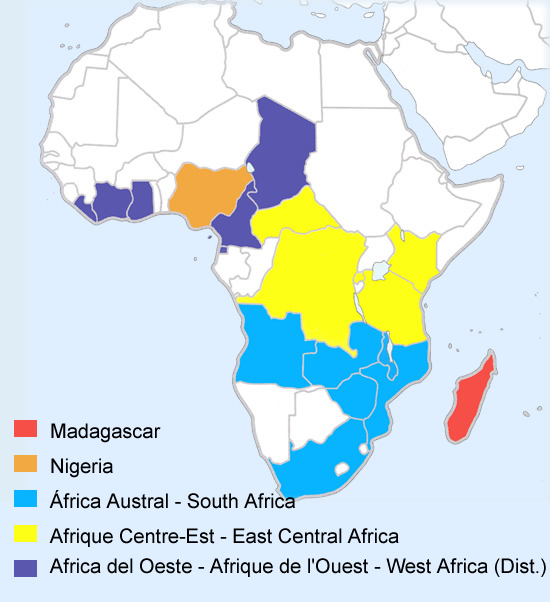 Madagascar
Nigeria
África Austral - South Africa
Afrique Centre-Est - East Central Africa
Africa del Oeste - Afrique de l'Ouest - West Africa (Dist.)